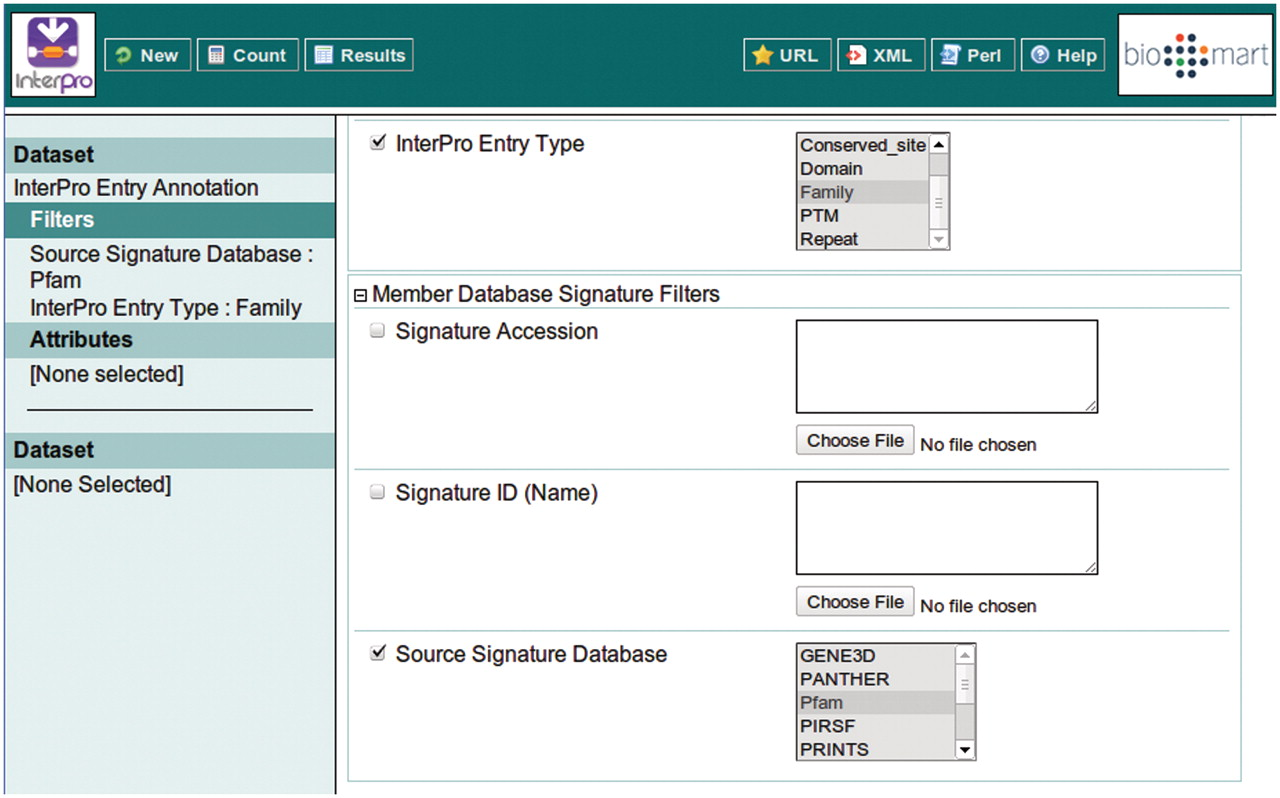 InterPro
New
Count
Results
URL
XML
Perl
Help
bio mart
Dataset
InterPro Entry Annotation
Filters
Source Signature Database :
Pfam
InterPro Entry Type : Family
Attributes
[None selected]
Dataset
[None Selected]
InterPro Entry Type
Conserved_site
Domain
Family
PTM
Repeat
Member Database Signature Filters
Signature Accession
Choose File No file chosen
Signature ID (Name)
Choose File No file chosen
Source Signature Database
GENE3D
PANTHER
Pfam
PIRSF
PRINTS